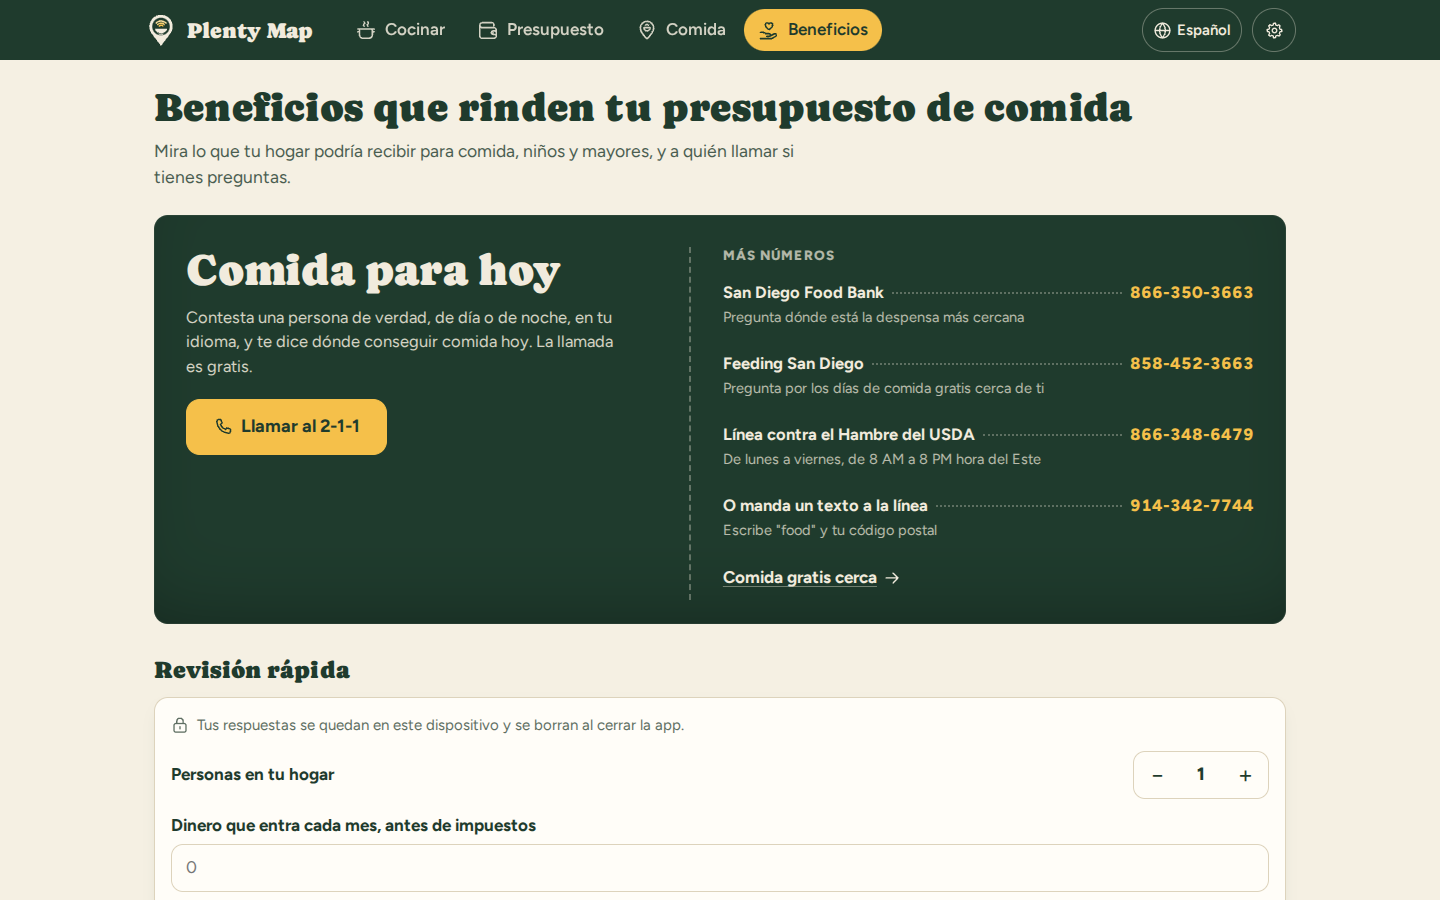 Plenty Map
Cocinar
Presupuesto
Comida
Beneficios
Español
Beneficios que rinden tu presupuesto de comida
Mira lo que tu hogar podría recibir para comida, niños y mayores, y a quién llamar si
tienes preguntas.
Comida para hoy
Contesta una persona de verdad, de día o de noche, en tu
idioma, y te dice dónde conseguir comida hoy. La llamada
es gratis.
Llamar al 2-1-1
MÁS NÚMEROS
San Diego Food Bank 866-350-3663
Pregunta dónde está la despensa más cercana
Feeding San Diego 858-452-3663
Pregunta por los días de comida gratis cerca de ti
Línea contra el Hambre del USDA 866-348-6479
De lunes a viernes, de 8 AM a 8 PM hora del Este
O manda un texto a la línea 914-342-7744
Escribe "food" y tu código postal
Comida gratis cerca →
Revisión rápida
Tus respuestas se quedan en este dispositivo y se borran al cerrar la app.
Personas en tu hogar
− 1 +
Dinero que entra cada mes, antes de impuestos
0